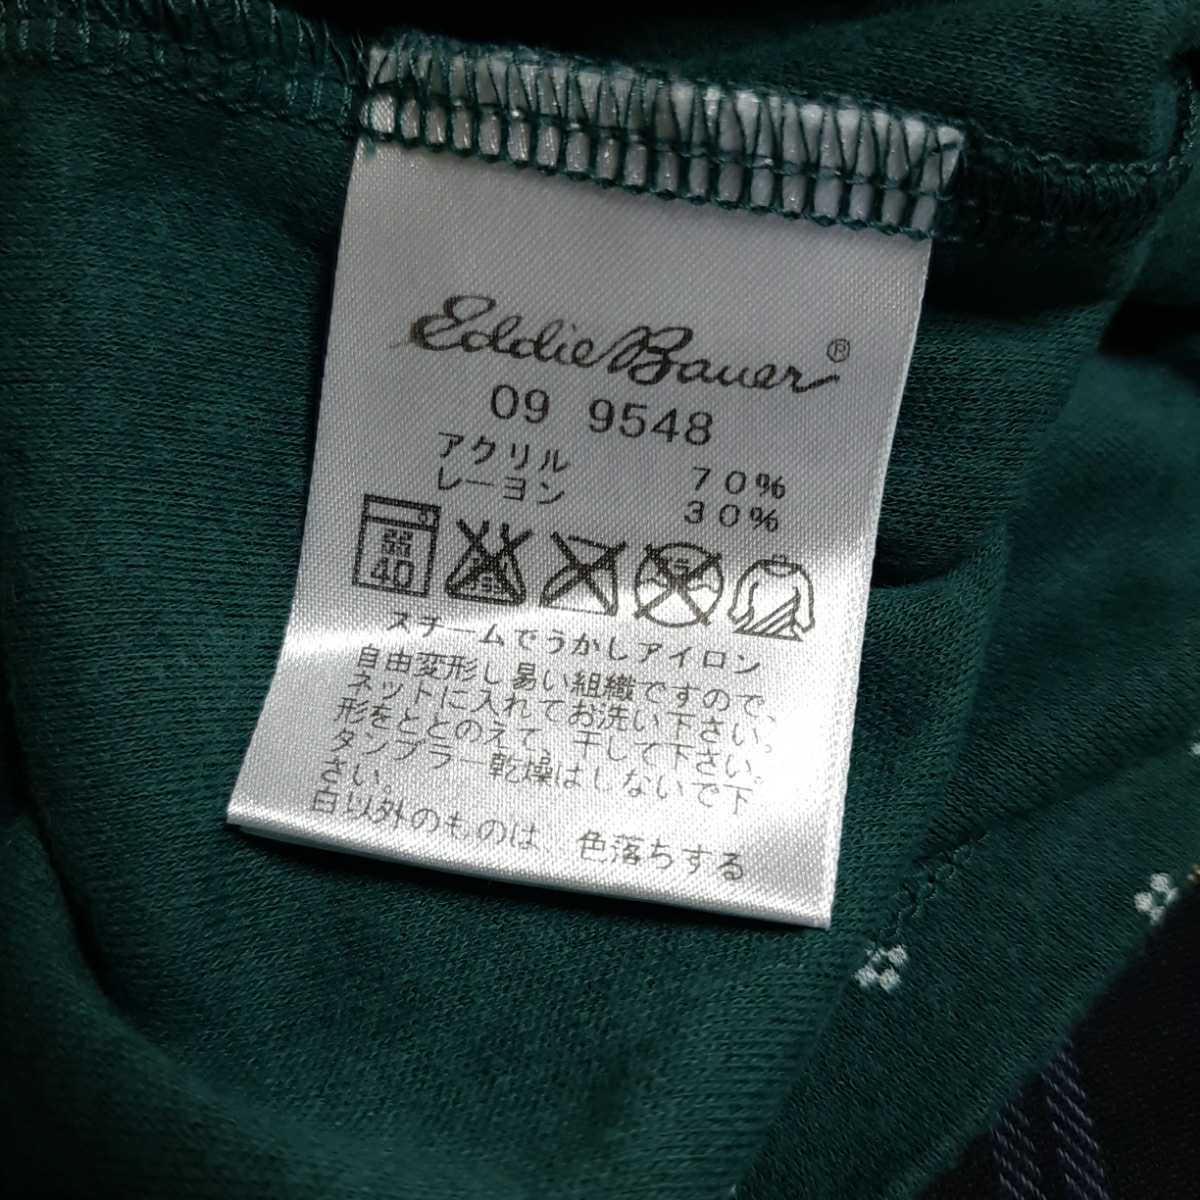 Eddie Bauer®
09 9548
アクリル 70%
レーヨン 30%
40
スチームでうかしアイロン
自由変形し易い組織ですので、
ネットに入れてお洗い下さい。
形をととのえて、干して下さい。
タンブラー乾燥はしないで下
さい。
白以外のものは、色落ちする